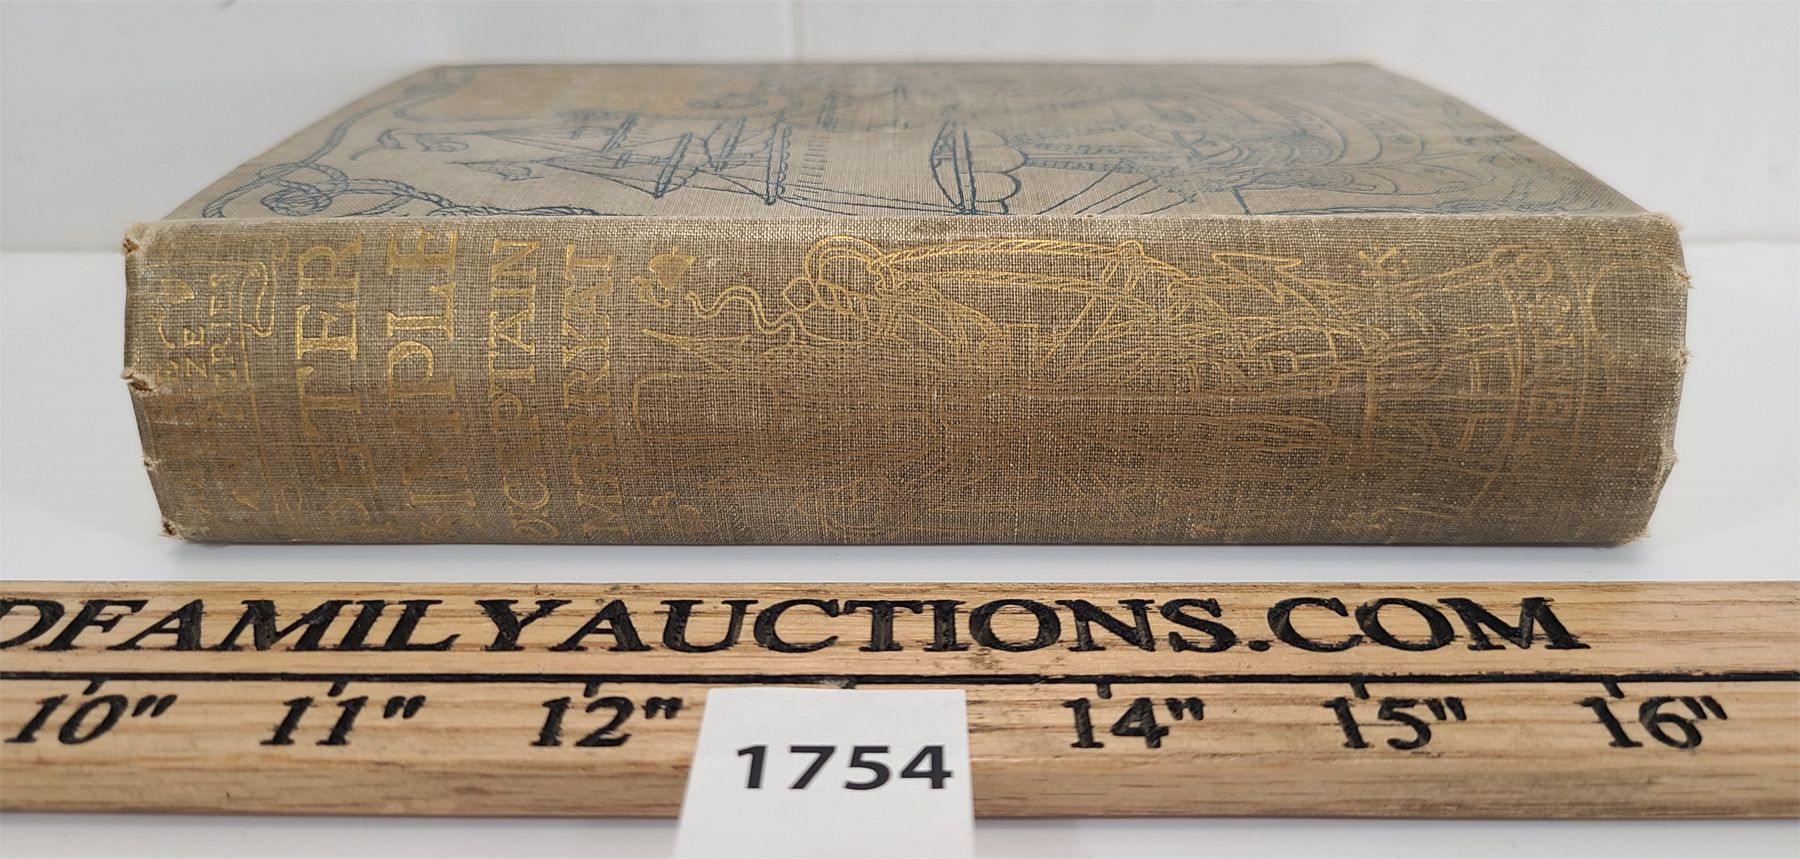 PETER
SIMPLE
CAPTAIN
MARRYAT
DFAMILYAUCTIONS.COM
10" 11" 12" 14" 15" 16"
1754